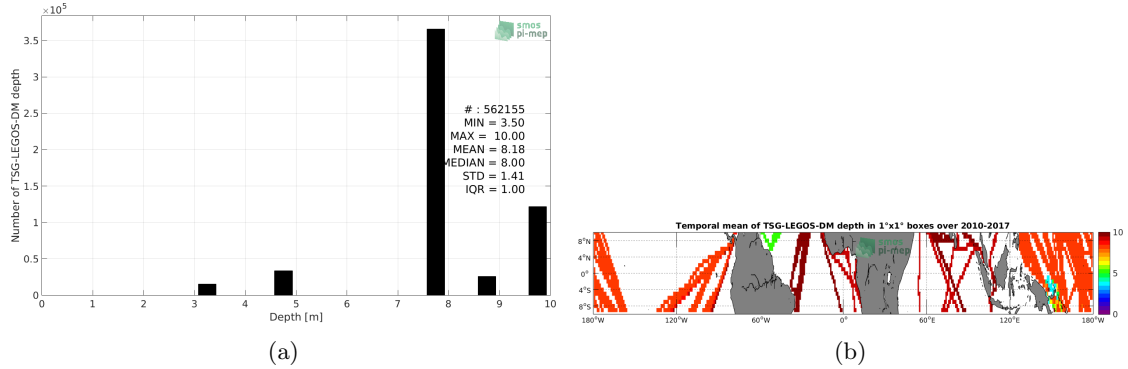 ×10⁵
smos
pi-mep
3.5
3
2.5
2
1.5
1
0.5
0
Number of TSG-LEGOS-DM depth
# : 562155
MIN = 3.50
MAX = 10.00
MEAN = 8.18
MEDIAN = 8.00
STD = 1.41
IQR = 1.00
0 1 2 3 4 5 6 7 8 9 10
Depth [m]
(a)
Temporal mean of TSG-LEGOS-DM depth in 1°x1° boxes over 2010-2017
smos
pi-mep
8°N
4°N
0°
4°S
8°S
180°W 120°W 60°W 0° 60°E 120°E 180°W
10
8
6
4
2
0
(b)